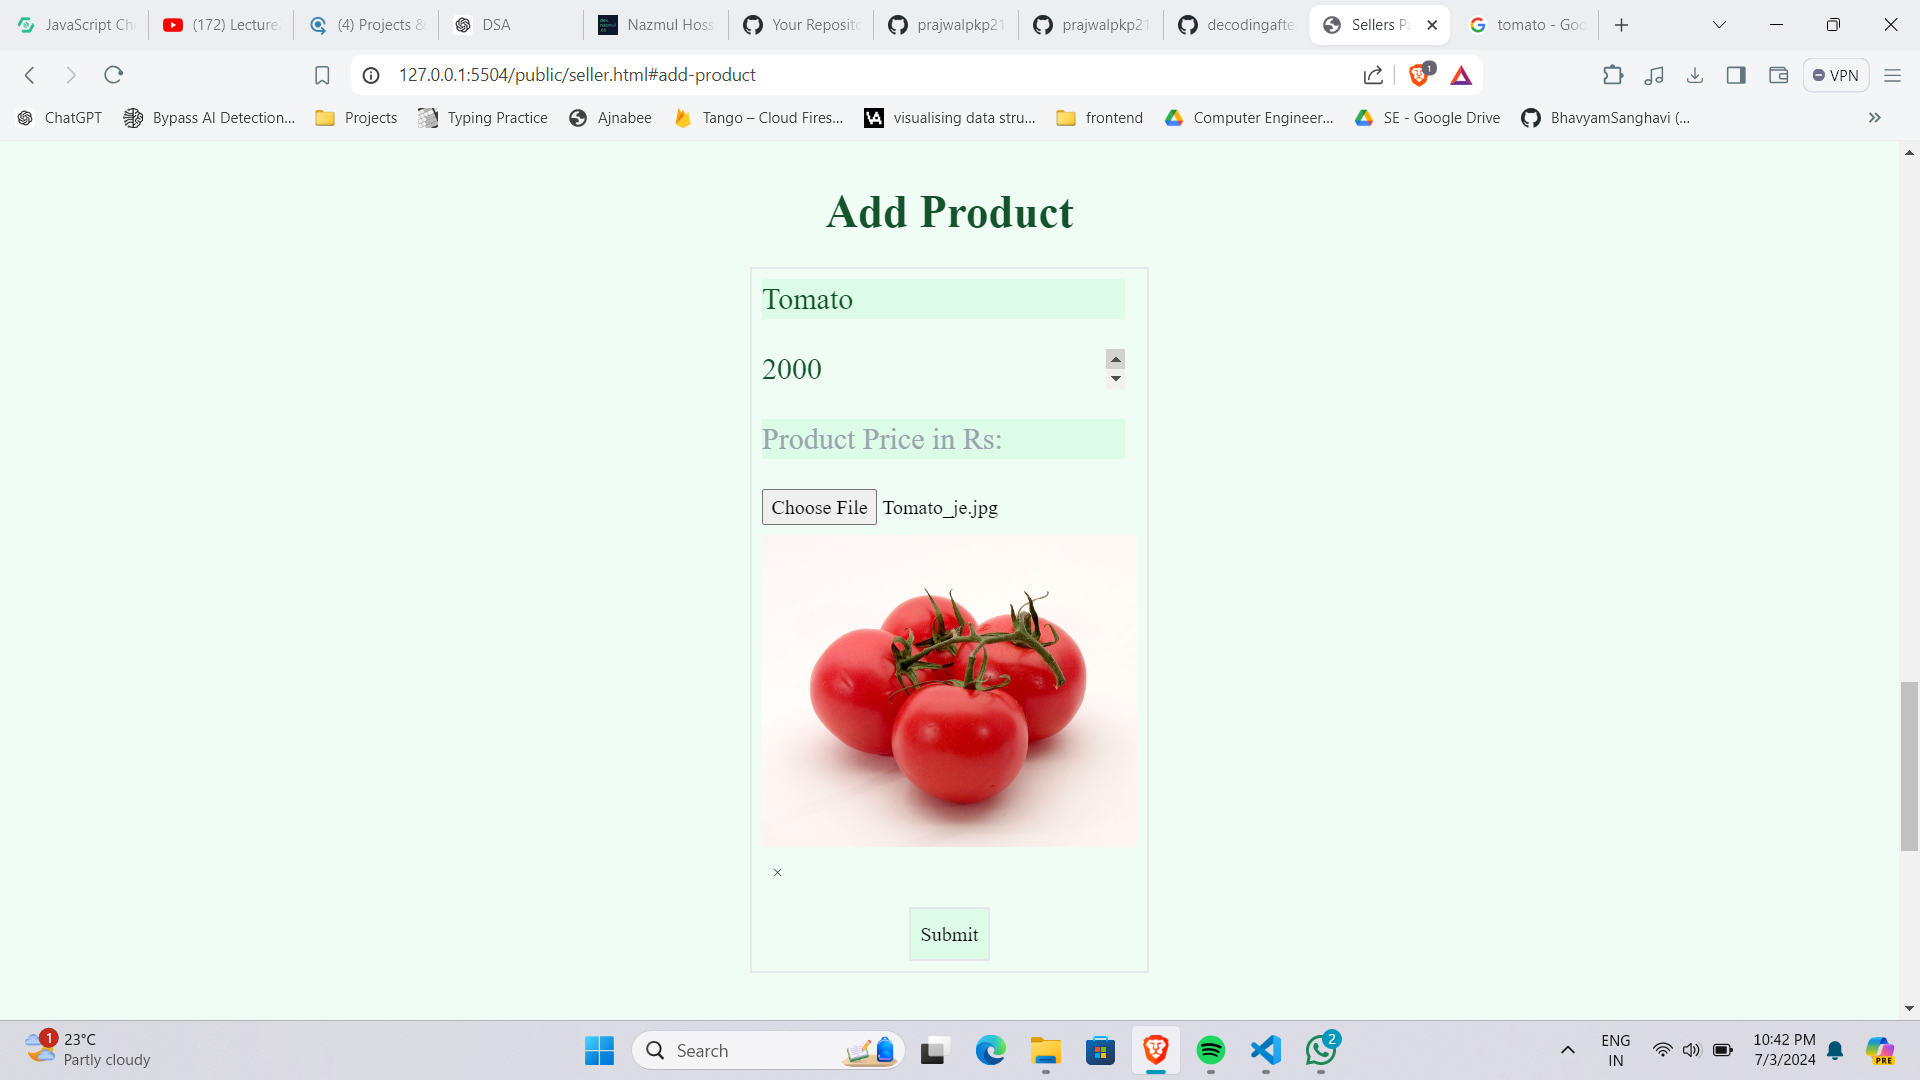 JavaScript Ch
(172) Lecture
(4) Projects &
DSA
Nazmul Hoss
Your Reposito
prajwalpkp21
prajwalpkp21
decodingafte
Sellers Pa
tomato - Goo
127.0.0.1:5504/public/seller.html#add-product
1
VPN
ChatGPT
Bypass AI Detection...
Projects
Typing Practice
Ajnabee
Tango – Cloud Fires...
visualising data stru...
frontend
Computer Engineer...
SE - Google Drive
BhavyamSanghavi (...
Add Product
Tomato
2000
Product Price in Rs:
Choose File Tomato_je.jpg
×
Submit
1
23°C
Partly cloudy
Search
PRE
2
ENG
IN
10:42 PM
7/3/2024